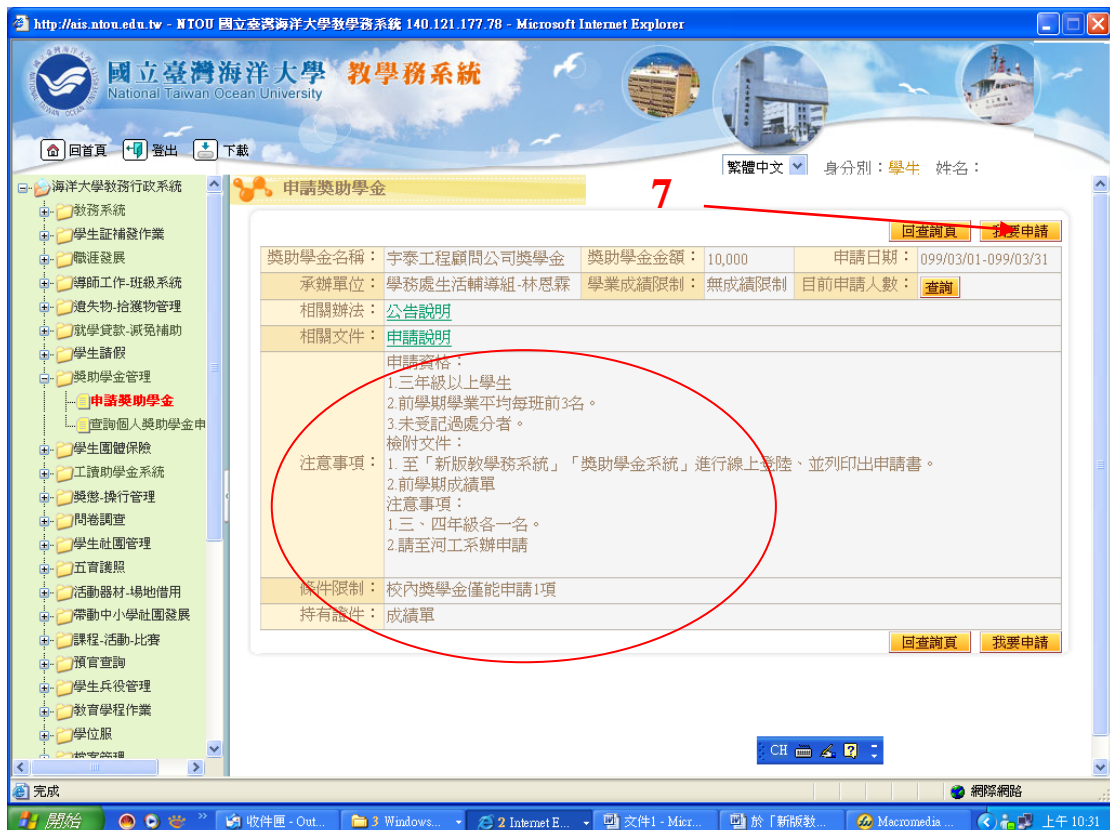 http://ais.ntou.edu.tw - NTOU 國立臺灣海洋大學教學務系統 140.121.177.78 - Microsoft Internet Explorer
國立臺灣海洋大學 教學務系統
National Taiwan Ocean University
回首頁 登出 下載
繁體中文 身分別：學生 姓名：
海洋大學教務行政系統
教務系統
學生証補發作業
職涯發展
導師工作-班級系統
遺失物-拾獲物管理
就學貸款-減免補助
學生請假
獎助學金管理
申請獎助學金
查詢個人獎助學金申
學生團體保險
工讀助學金系統
獎懲-操行管理
問卷調查
學生社團管理
五育護照
活動器材-場地借用
帶動中小學社團發展
課程-活動-比賽
預官查詢
學生兵役管理
教育學程作業
學位服
檔案管理
申請獎助學金
7
回查詢頁 我要申請
獎助學金名稱： 宇泰工程顧問公司獎學金 獎助學金金額： 10,000 申請日期： 099/03/01-099/03/31
承辦單位： 學務處生活輔導組-林恩霖 學業成績限制： 無成績限制 目前申請人數： 查詢
相關辦法： 公告說明
相關文件： 申請說明
注意事項：
申請資格：
1.三年級以上學生
2.前學期學業平均每班前3名。
3.未受記過處分者。
檢附文件：
1. 至「新版教學務系統」「獎助學金系統」進行線上登陸、並列印出申請書。
2.前學期成績單
注意事項：
1.三、四年級各一名。
2.請至河工系辦申請
條件限制： 校內獎學金僅能申請1項
持有證件： 成績單
回查詢頁 我要申請
CH
完成 網際網路
開始 收件匣 - Out... 3 Windows... 2 Internet E... 文件1 - Micr... 於「新版教... Macromedia ... 上午 10:31